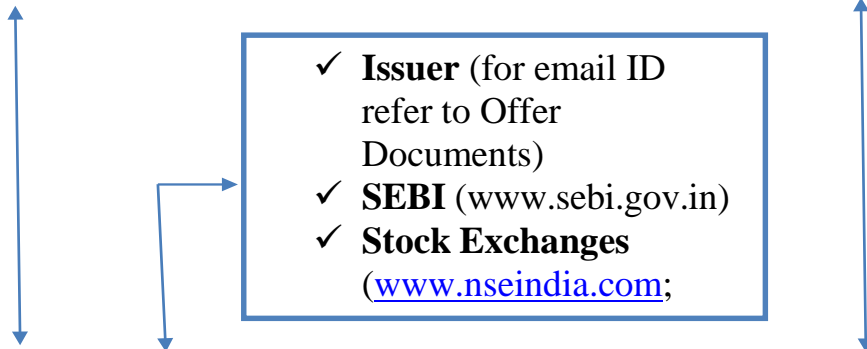 ✓ Issuer (for email ID
refer to Offer
Documents)
✓ SEBI (www.sebi.gov.in)
✓ Stock Exchanges
(www.nseindia.com;